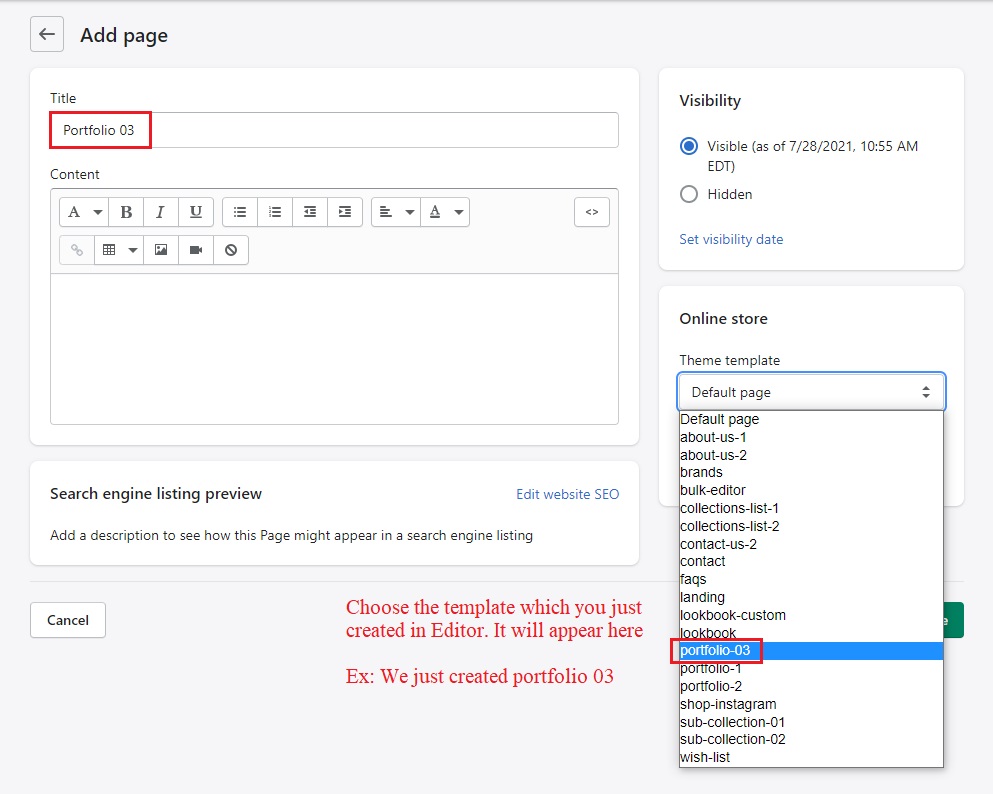 Add page
Title
Portfolio 03
Content
A B I U A <>
Search engine listing preview
Edit website SEO
Add a description to see how this Page might appear in a search engine listing
Cancel
Choose the template which you just
created in Editor. It will appear here
Ex: We just created portfolio 03
Visibility
Visible (as of 7/28/2021, 10:55 AM
EDT)
Hidden
Set visibility date
Online store
Theme template
Default page
Default page
about-us-1
about-us-2
brands
bulk-editor
collections-list-1
collections-list-2
contact-us-2
contact
faqs
landing
lookbook-custom
lookbook
portfolio-03
portfolio-1
portfolio-2
shop-instagram
sub-collection-01
sub-collection-02
wish-list